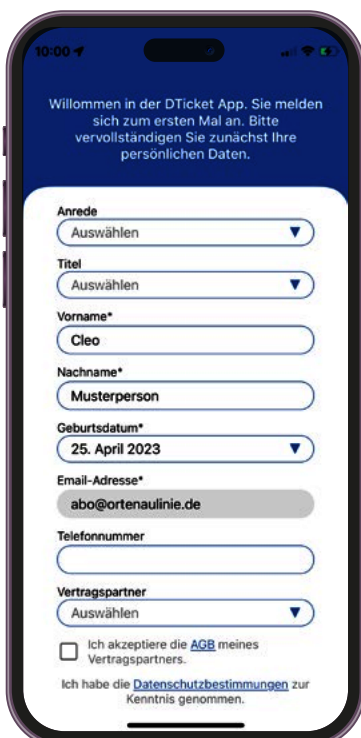 10:00
Willommen in der DTicket App. Sie melden
sich zum ersten Mal an. Bitte
vervollständigen Sie zunächst Ihre
persönlichen Daten.
Anrede
Auswählen
Titel
Auswählen
Vorname*
Cleo
Nachname*
Musterperson
Geburtsdatum*
25. April 2023
Email-Adresse*
abo@ortenaulinie.de
Telefonnummer
Vertragspartner
Auswählen
Ich akzeptiere die AGB meines
Vertragspartners.
Ich habe die Datenschutzbestimmungen zur
Kenntnis genommen.